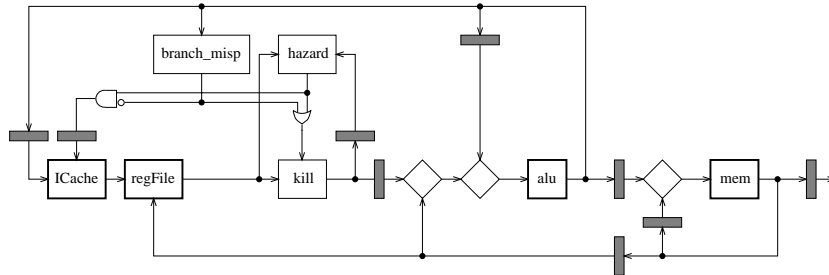 branch_misp
hazard
ICache
regFile
kill
alu
mem